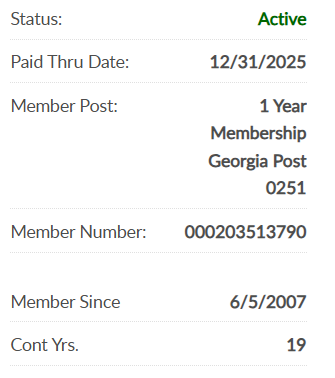 Status: Active
Paid Thru Date: 12/31/2025
Member Post: 1 Year
Membership
Georgia Post
0251
Member Number: 000203513790
Member Since 6/5/2007
Cont Yrs. 19